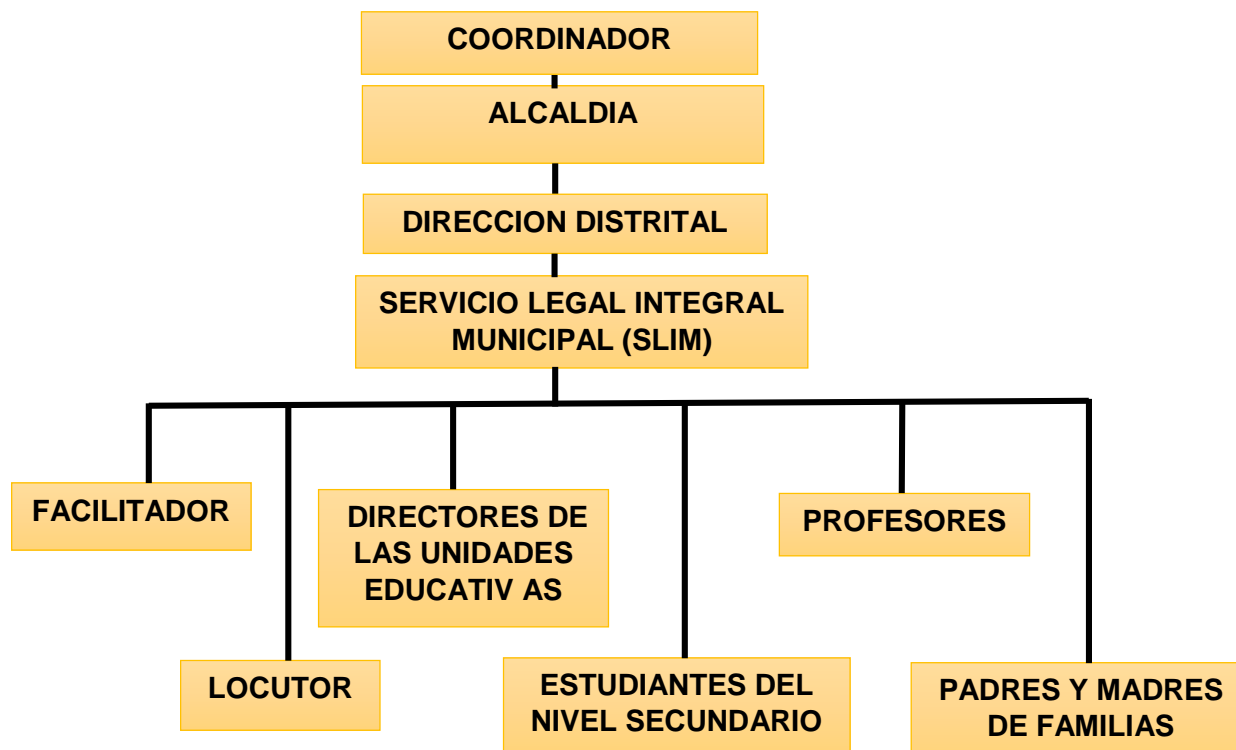 COORDINADOR
ALCALDIA
DIRECCION DISTRITAL
SERVICIO LEGAL INTEGRAL
MUNICIPAL (SLIM)
FACILITADOR
DIRECTORES DE
LAS UNIDADES
EDUCATIV AS
PROFESORES
LOCUTOR
ESTUDIANTES DEL
NIVEL SECUNDARIO
PADRES Y MADRES
DE FAMILIAS